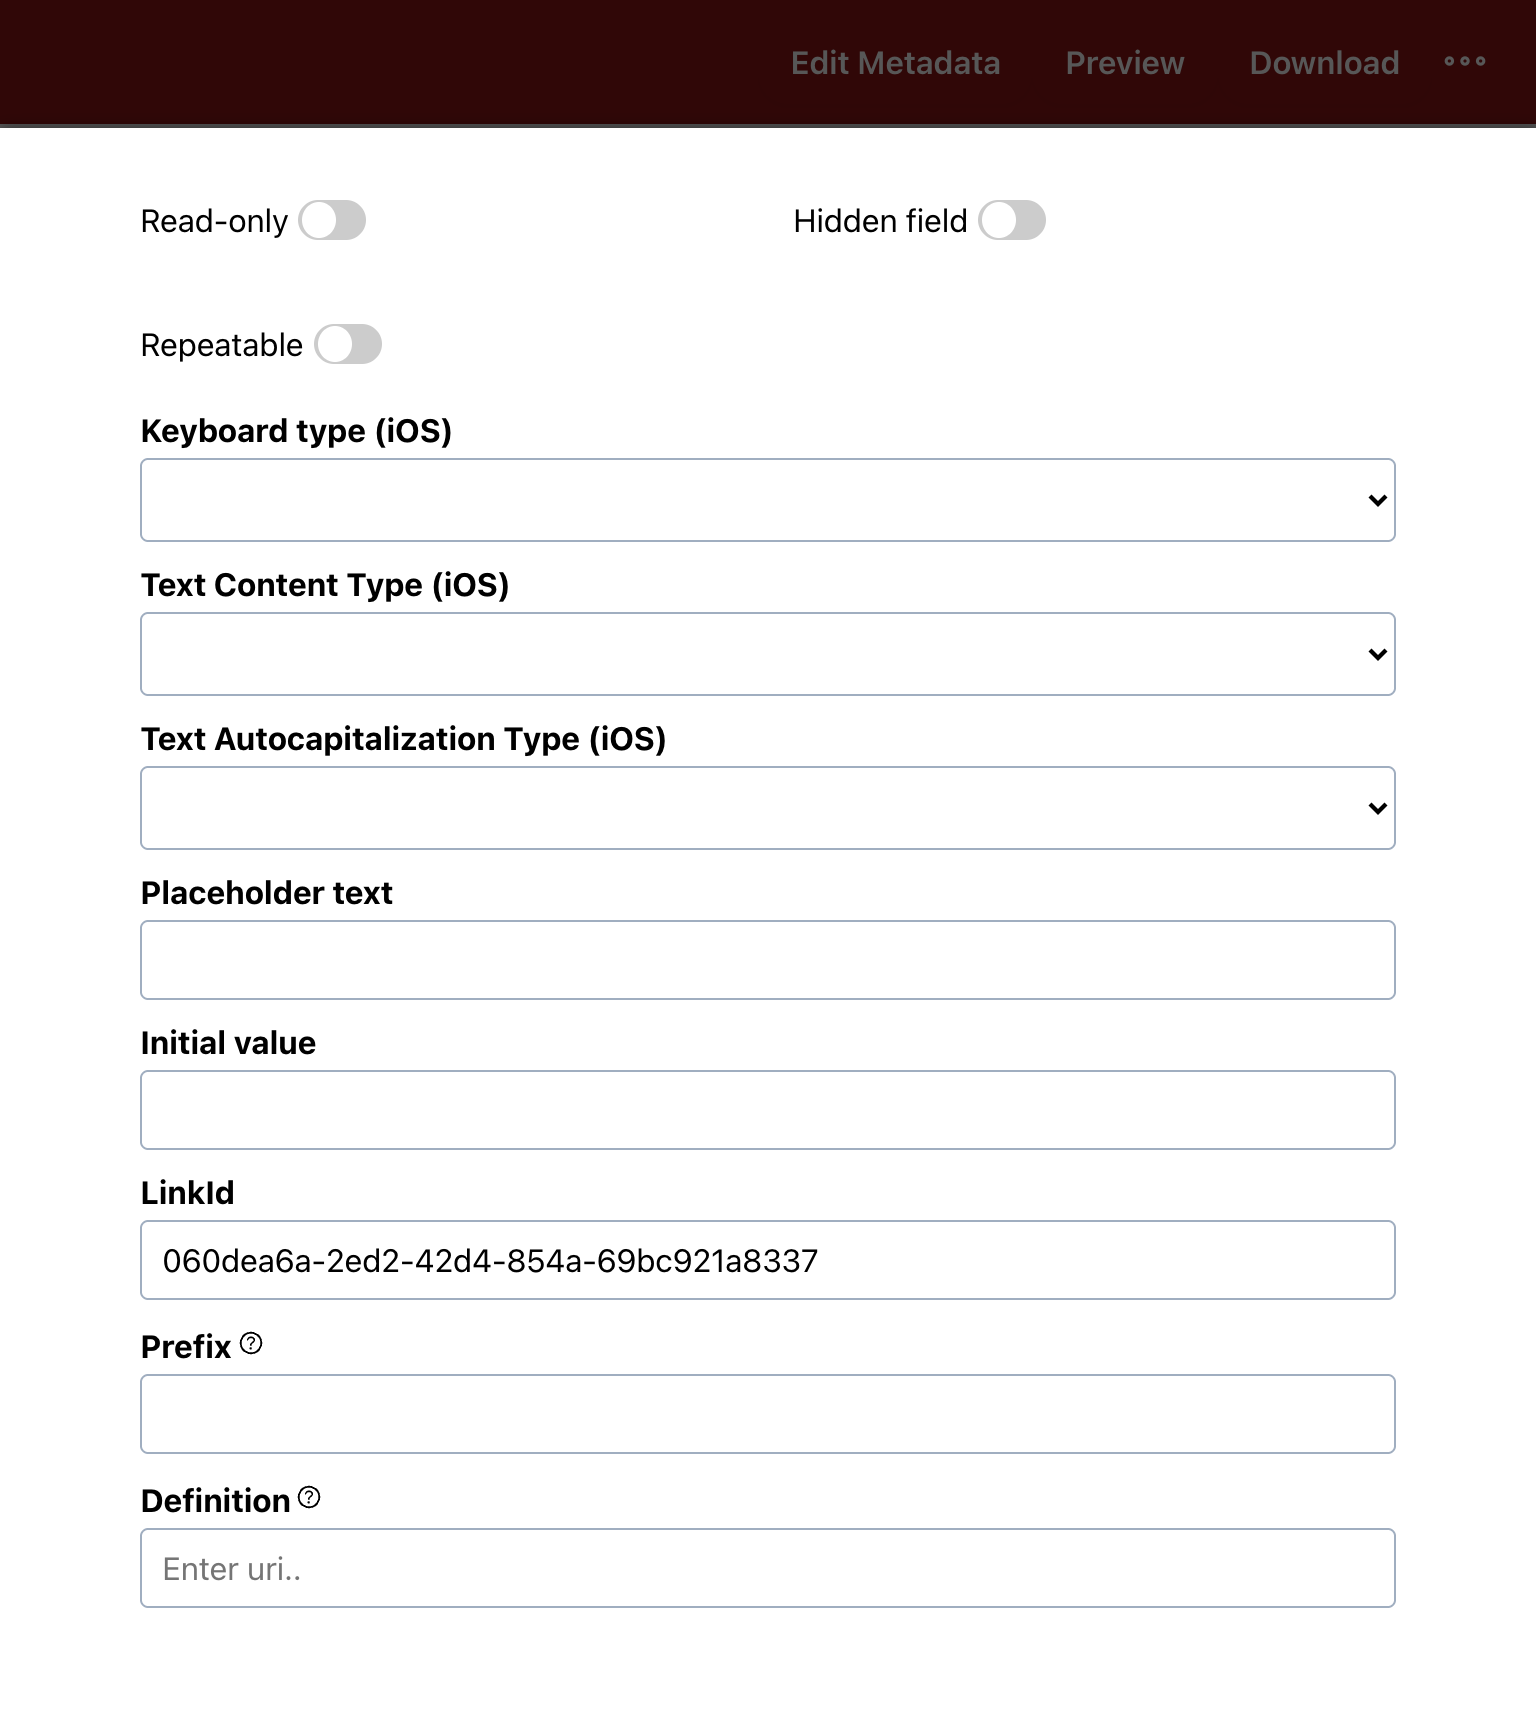 Edit Metadata Preview Download
Read-only Hidden field
Repeatable
Keyboard type (iOS)
Text Content Type (iOS)
Text Autocapitalization Type (iOS)
Placeholder text
Initial value
LinkId
060dea6a-2ed2-42d4-854a-69bc921a8337
Prefix ?
Definition ?
Enter uri..